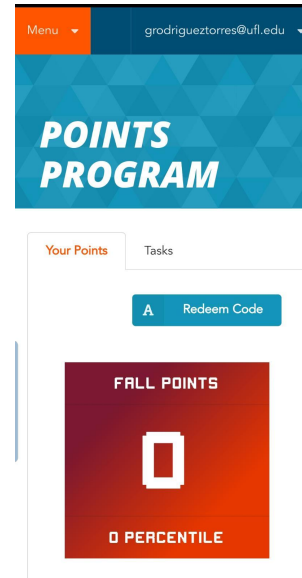 Menu grodrigueztorres@ufl.edu
POINTS
PROGRAM
Your Points Tasks
A Redeem Code
FALL POINTS
0
0 PERCENTILE